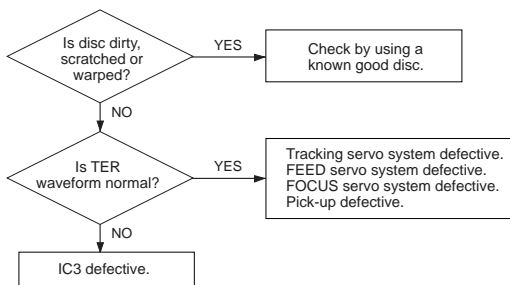 Is disc dirty,
scratched or
warped?
YES
Check by using a
known good disc.
NO
Is TER
waveform normal?
YES
Tracking servo system defective.
FEED servo system defective.
FOCUS servo system defective.
Pick-up defective.
NO
IC3 defective.